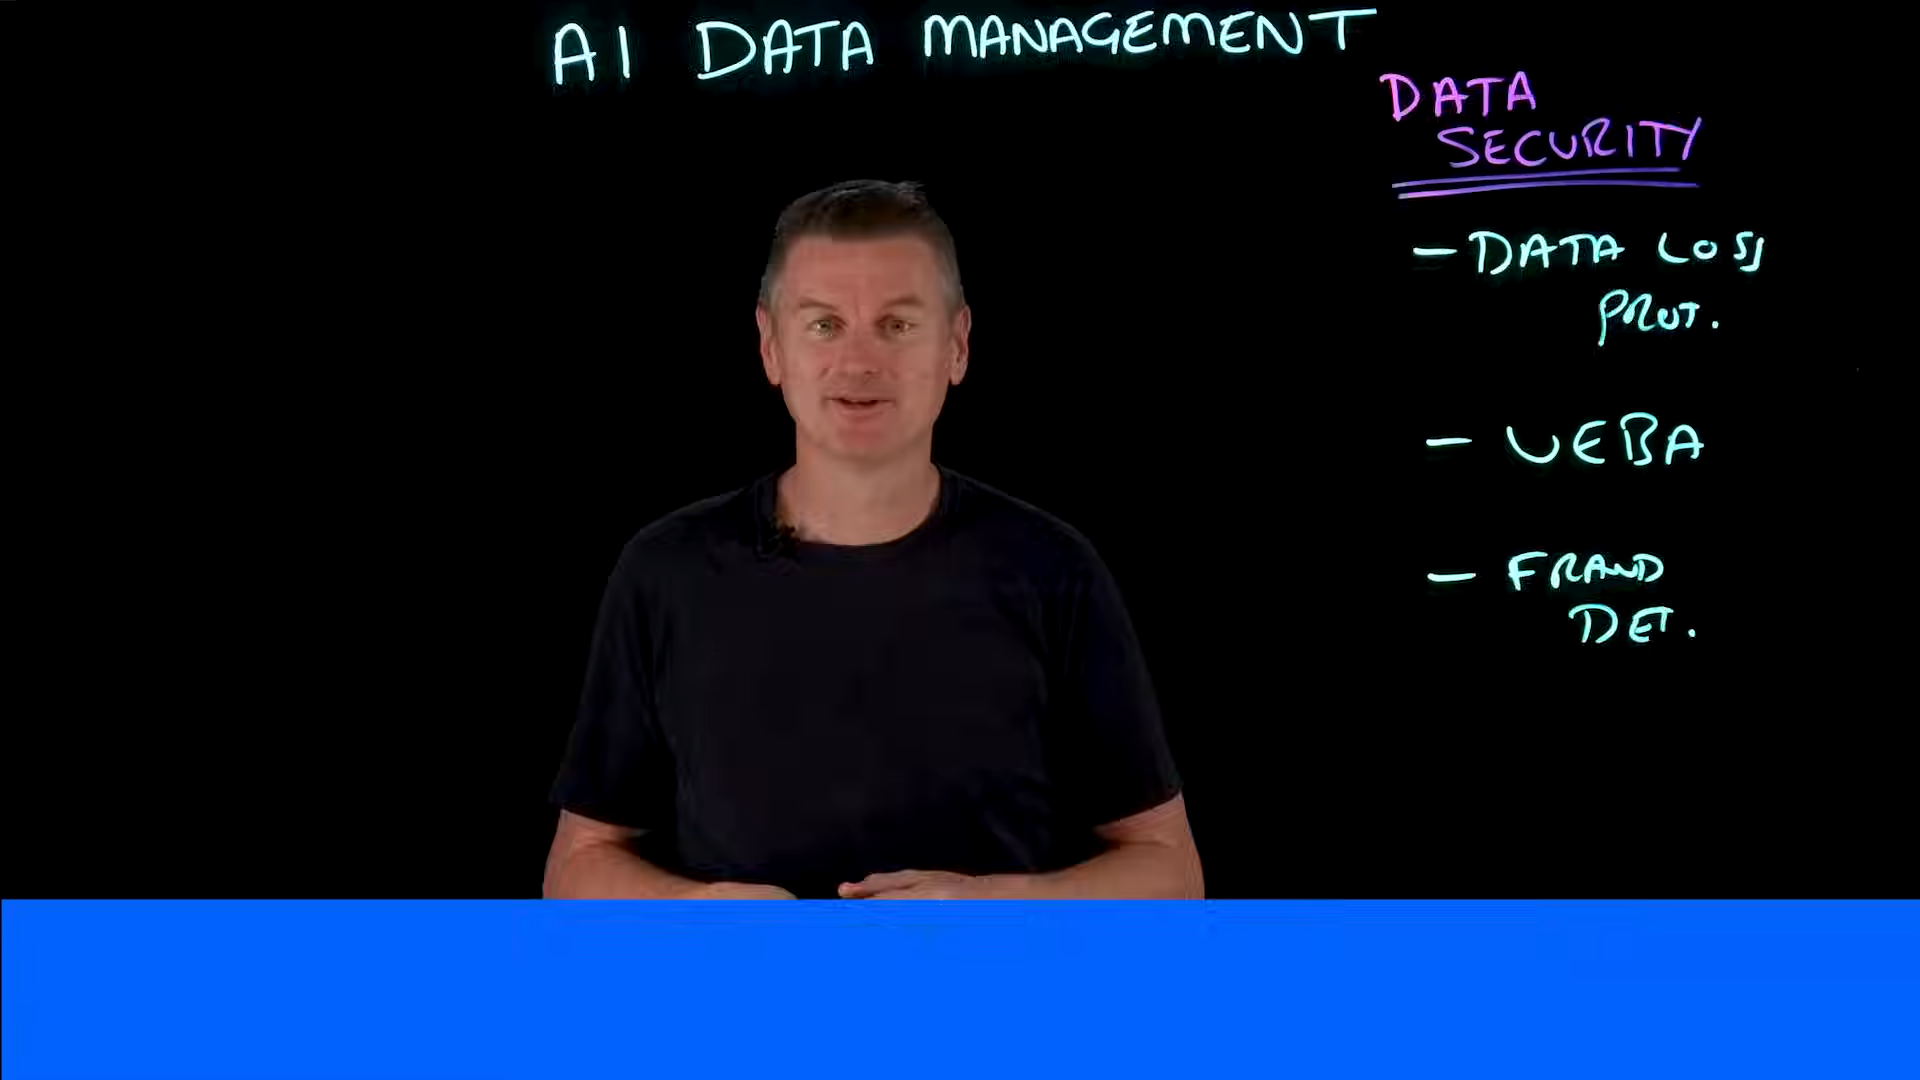 AI DATA MANAGEMENT
DATA
SECURITY
- DATA LOSS
PROT.
- UEBA
- FRAUD
DET.